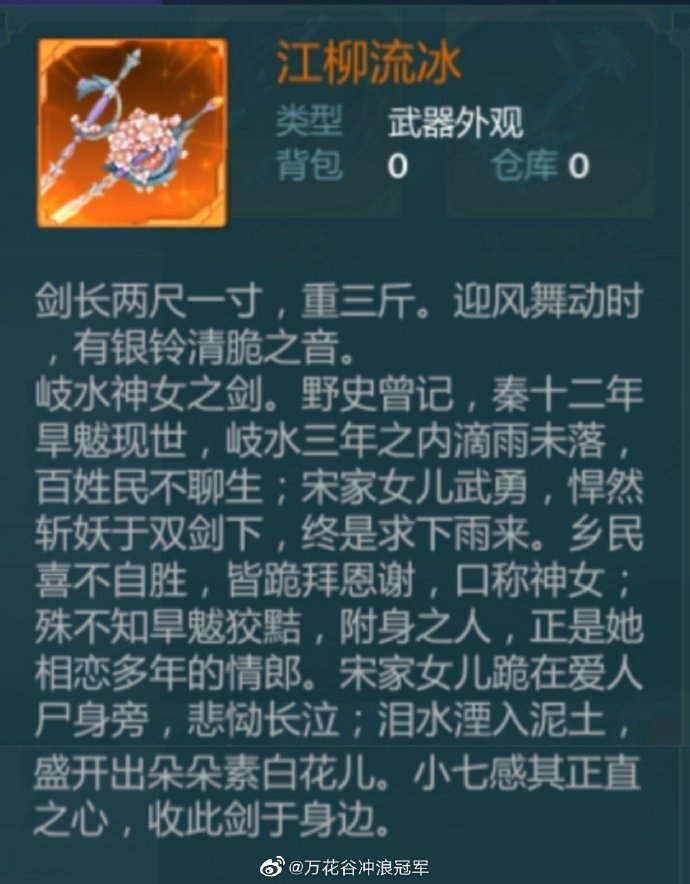 江柳流冰
类型 武器外观
背包 0 仓库 0
剑长两尺一寸，重三斤。迎风舞动时
，有银铃清脆之音。
岐水神女之剑。野史曾记，秦十二年
旱魃现世，岐水三年之内滴雨未落，
百姓民不聊生；宋家女儿武勇，悍然
斩妖于双剑下，终是求下雨来。乡民
喜不自胜，皆跪拜恩谢，口称神女；
殊不知旱魃狡黠，附身之人，正是她
相恋多年的情郎。宋家女儿跪在爱人
尸身旁，悲恸长泣；泪水湮入泥土，
盛开出朵朵素白花儿。小七感其正直
之心，收此剑于身边。
@万花谷冲浪冠军